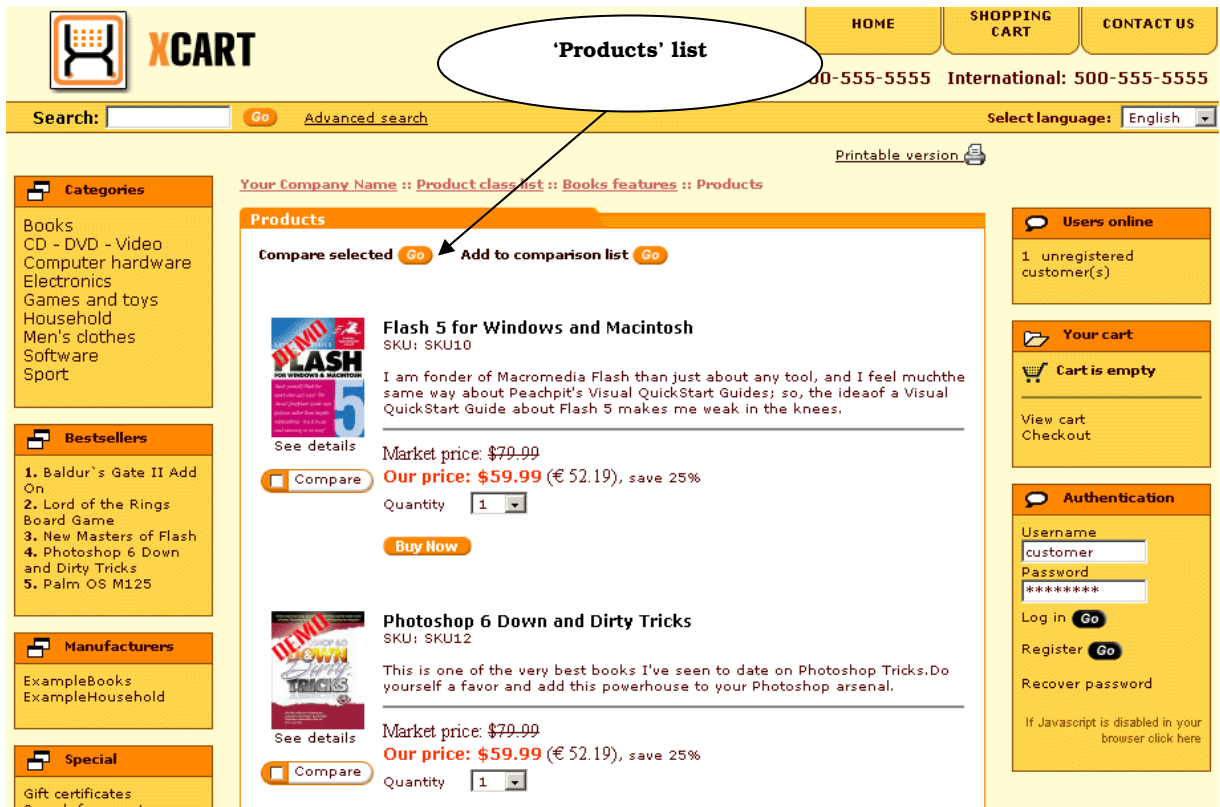 XCART
'Products' list
HOME
SHOPPING
CART
CONTACT US
00-555-5555 International: 500-555-5555
Search:
Go
Advanced search
Select language: English
Printable version
Categories
Books
CD - DVD - Video
Computer hardware
Electronics
Games and toys
Household
Men's clothes
Software
Sport
Bestsellers
1. Baldur`s Gate II Add
On
2. Lord of the Rings
Board Game
3. New Masters of Flash
4. Photoshop 6 Down
and Dirty Tricks
5. Palm OS M125
Manufacturers
ExampleBooks
ExampleHousehold
Special
Gift certificates
Your Company Name :: Product class list :: Books features :: Products
Products
Compare selected Go Add to comparison list Go
DEMO
FLASH
FOR WINDOWS & MACINTOSH
5
See details
Compare
Flash 5 for Windows and Macintosh
SKU: SKU10
I am fonder of Macromedia Flash than just about any tool, and I feel muchthe
same way about Peachpit's Visual QuickStart Guides; so, the ideaof a Visual
QuickStart Guide about Flash 5 makes me weak in the knees.
Market price: $79.99
Our price: $59.99 (€ 52.19), save 25%
Quantity 1
Buy Now
DEMO
DOWN
Dirty
TRICKS
See details
Compare
Photoshop 6 Down and Dirty Tricks
SKU: SKU12
This is one of the very best books I've seen to date on Photoshop Tricks.Do
yourself a favor and add this powerhouse to your Photoshop arsenal.
Market price: $79.99
Our price: $59.99 (€ 52.19), save 25%
Quantity 1
Users online
1 unregistered
customer(s)
Your cart
Cart is empty
View cart
Checkout
Authentication
Username
customer
Password
********
Log in Go
Register Go
Recover password
If Javascript is disabled in your
browser click here